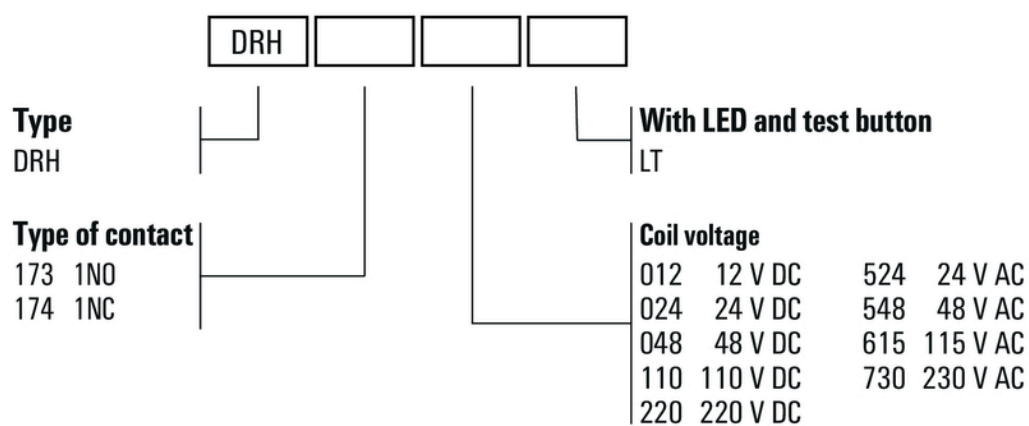 DRH
Type
DRH
With LED and test button
LT
Type of contact
173 1NO
174 1NC
Coil voltage
012 12 V DC 524 24 V AC
024 24 V DC 548 48 V AC
048 48 V DC 615 115 V AC
110 110 V DC 730 230 V AC
220 220 V DC